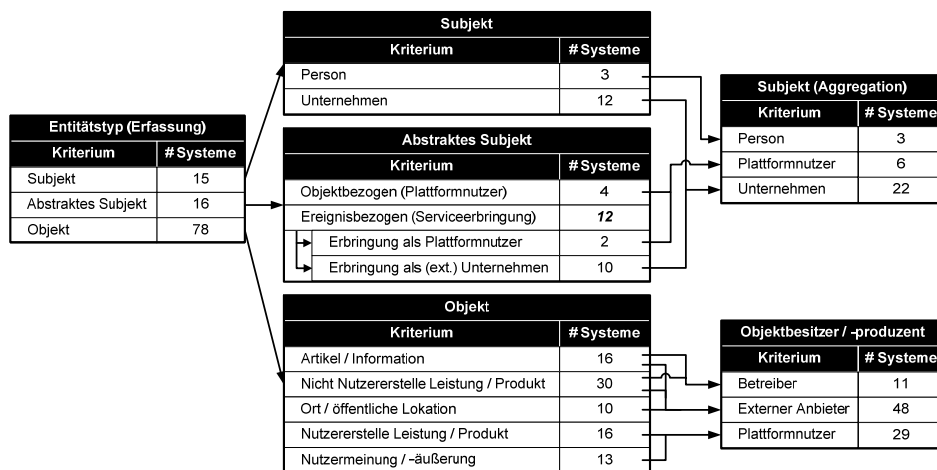 Entitätstyp (Erfassung)
Kriterium # Systeme
Subjekt 15
Abstraktes Subjekt 16
Objekt 78
Subjekt
Kriterium # Systeme
Person 3
Unternehmen 12
Abstraktes Subjekt
Kriterium # Systeme
Objektbezogen (Plattformnutzer) 4
Ereignisbezogen (Serviceerbringung) 12
Erbringung als Plattformnutzer 2
Erbringung als (ext.) Unternehmen 10
Objekt
Kriterium # Systeme
Artikel / Information 16
Nicht Nutzererstelle Leistung / Produkt 30
Ort / öffentliche Lokation 10
Nutzererstelle Leistung / Produkt 16
Nutzermeinung / -äußerung 13
Subjekt (Aggregation)
Kriterium # Systeme
Person 3
Plattformnutzer 6
Unternehmen 22
Objektbesitzer / -produzent
Kriterium # Systeme
Betreiber 11
Externer Anbieter 48
Plattformnutzer 29